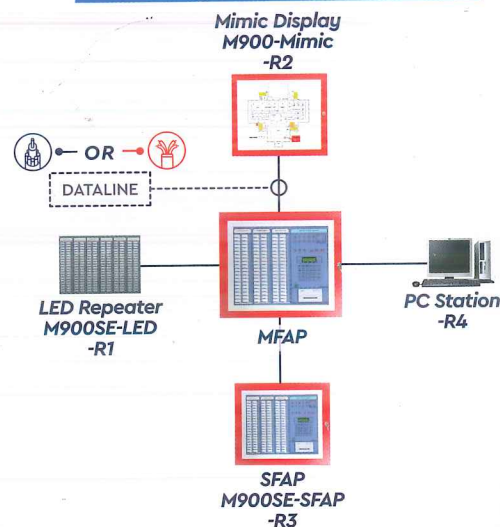 Mimic Display
M900-Mimic
-R2
OR
DATALINE
LED Repeater
M900SE-LED
-R1
MFAP
PC Station
-R4
SFAP
M900SE-SFAP
-R3